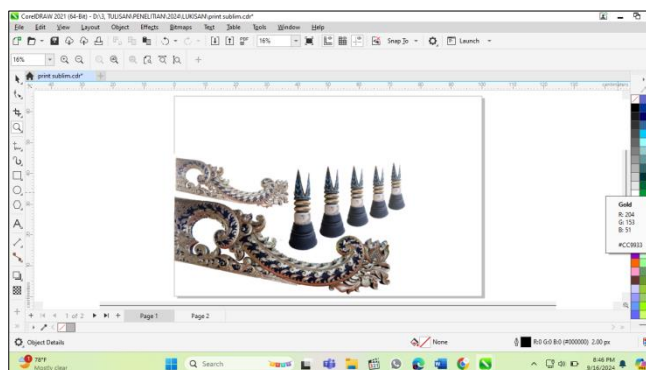 CorelDRAW 2021 (64-Bit) - D:\3, TULISAN.PENELITIAN\2024\LUKISAN\print sublim.cdr*
File Edit View Layout Object Effects Bitmaps Text Table Tools Window Help
16% Snap To Launch
16%
print sublim.cdr*
Gold
R: 204
G: 153
B: 51
#CC9933
1 of 2 Page 1 Page 2
Object Details None R:0 G:0 B:0 (#000000) 2.00 px
78°F
Mostly clear
Search
8:46 PM
9/16/2024